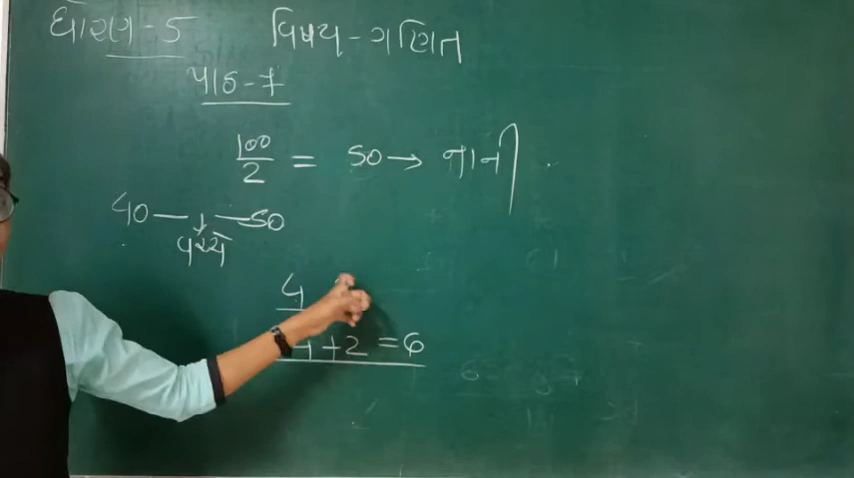 ધોરણ-5 વિષય-ગણિત
પાઠ-7
100/2 = 50 → નાની
40 — ↓ — 50
વચ્ચે
4
+2 = 6